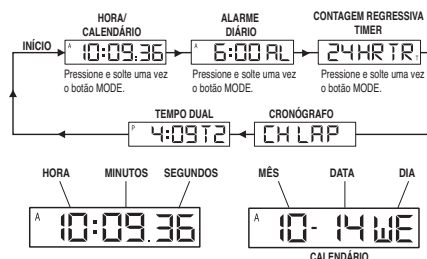 HORA/
CALENDÁRIO
ALARME
DIÁRIO
CONTAGEM REGRESSIVA
TIMER
INÍCIO
A 10:09.36
A 6:00 AL
24HR TR T
Pressione e solte uma vez
o botão MODE.
Pressione e solte uma vez
o botão MODE.
Pressione e solte uma vez
o botão MODE.
TEMPO DUAL
CRONÓGRAFO
P 4:09T2
CH LAP
HORA MINUTOS SEGUNDOS
A 10:09.36
MÊS DATA DIA
A 10- 14 WE
CALENDÁRIO